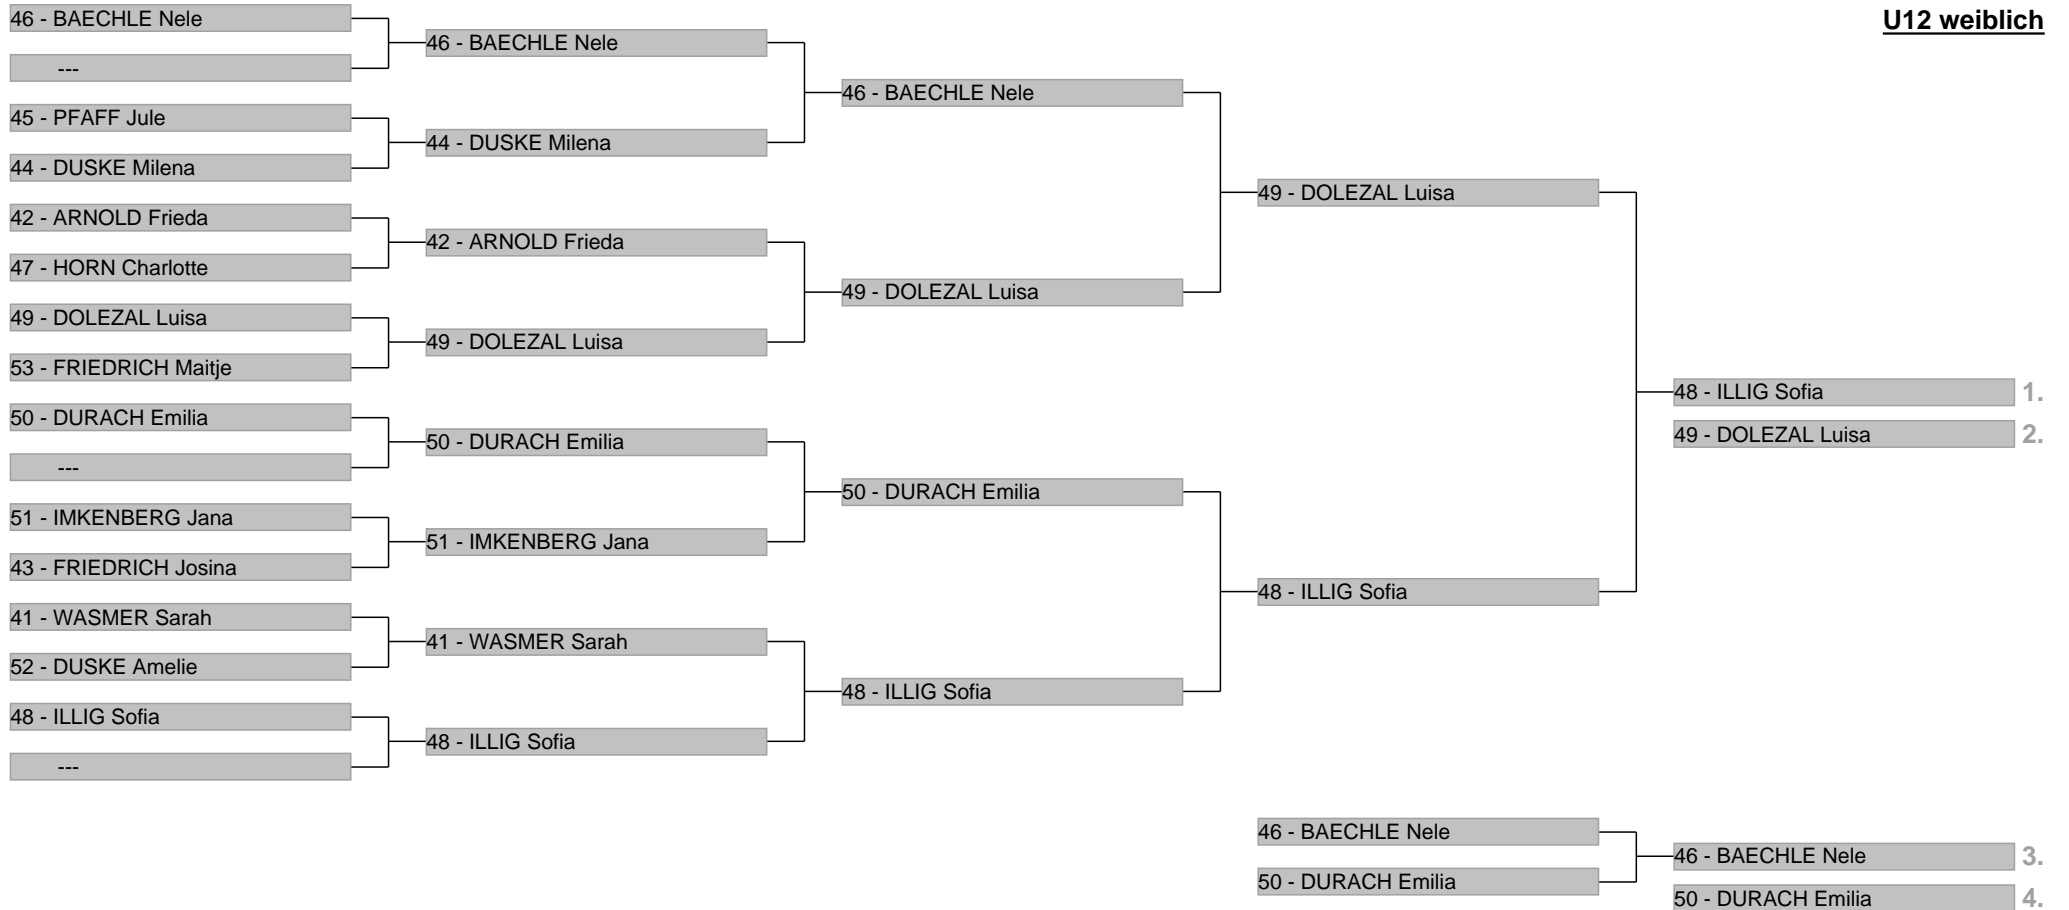 U12 weiblich
46 - BAECHLE Nele
---
45 - PFAFF Jule
44 - DUSKE Milena
42 - ARNOLD Frieda
47 - HORN Charlotte
49 - DOLEZAL Luisa
53 - FRIEDRICH Maitje
50 - DURACH Emilia
---
51 - IMKENBERG Jana
43 - FRIEDRICH Josina
41 - WASMER Sarah
52 - DUSKE Amelie
48 - ILLIG Sofia
---
46 - BAECHLE Nele
44 - DUSKE Milena
42 - ARNOLD Frieda
49 - DOLEZAL Luisa
50 - DURACH Emilia
51 - IMKENBERG Jana
41 - WASMER Sarah
48 - ILLIG Sofia
46 - BAECHLE Nele
49 - DOLEZAL Luisa
50 - DURACH Emilia
48 - ILLIG Sofia
49 - DOLEZAL Luisa
48 - ILLIG Sofia
48 - ILLIG Sofia 1.
49 - DOLEZAL Luisa 2.
46 - BAECHLE Nele
50 - DURACH Emilia
46 - BAECHLE Nele 3.
50 - DURACH Emilia 4.